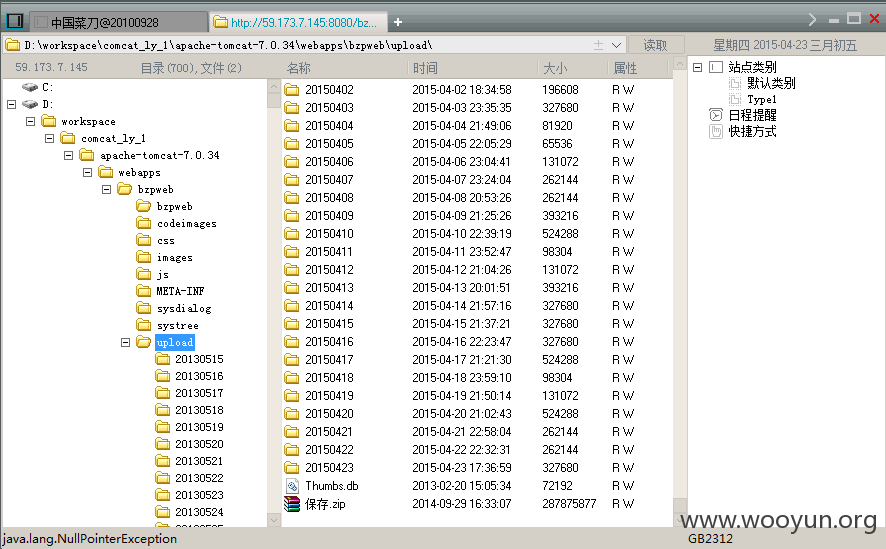 中国菜刀@20100928 http://59.173.7.145:8080/bz... +
D:\workspace\comcat_ly_1\apache-tomcat-7.0.34\webapps\bzpweb\upload\ 读取 星期四 2015-04-23 三月初五
59.173.7.145 目录(700),文件(2) 名称 时间 大小 属性
C:
D:
workspace
comcat_ly_1
apache-tomcat-7.0.34
webapps
bzpweb
bzpweb
codeimages
css
images
js
META-INF
sysdialog
systree
upload
20130515
20130516
20130517
20130518
20130519
20130520
20130521
20130522
20130523
20130524
20150402 2015-04-02 18:34:58 196608 R W
20150403 2015-04-03 23:35:35 327680 R W
20150404 2015-04-04 21:49:06 81920 R W
20150405 2015-04-05 22:05:29 65536 R W
20150406 2015-04-06 23:04:41 131072 R W
20150407 2015-04-07 23:24:04 262144 R W
20150408 2015-04-08 20:53:26 262144 R W
20150409 2015-04-09 21:25:26 393216 R W
20150410 2015-04-10 22:39:19 524288 R W
20150411 2015-04-11 23:52:47 98304 R W
20150412 2015-04-12 21:04:26 131072 R W
20150413 2015-04-13 20:01:51 393216 R W
20150414 2015-04-14 21:57:16 327680 R W
20150415 2015-04-15 21:37:21 327680 R W
20150416 2015-04-16 22:23:47 327680 R W
20150417 2015-04-17 21:21:30 524288 R W
20150418 2015-04-18 23:59:10 98304 R W
20150419 2015-04-19 21:50:14 131072 R W
20150420 2015-04-20 21:02:43 524288 R W
20150421 2015-04-21 22:58:04 262144 R W
20150422 2015-04-22 22:32:31 262144 R W
20150423 2015-04-23 17:36:59 327680 R W
Thumbs.db 2013-02-20 15:05:34 72192 R W
保存.zip 2014-09-29 16:33:07 287875877 R W
站点类别
默认类别
Type1
日程提醒
快捷方式
www.wooyun.org
java.lang.NullPointerException GB2312